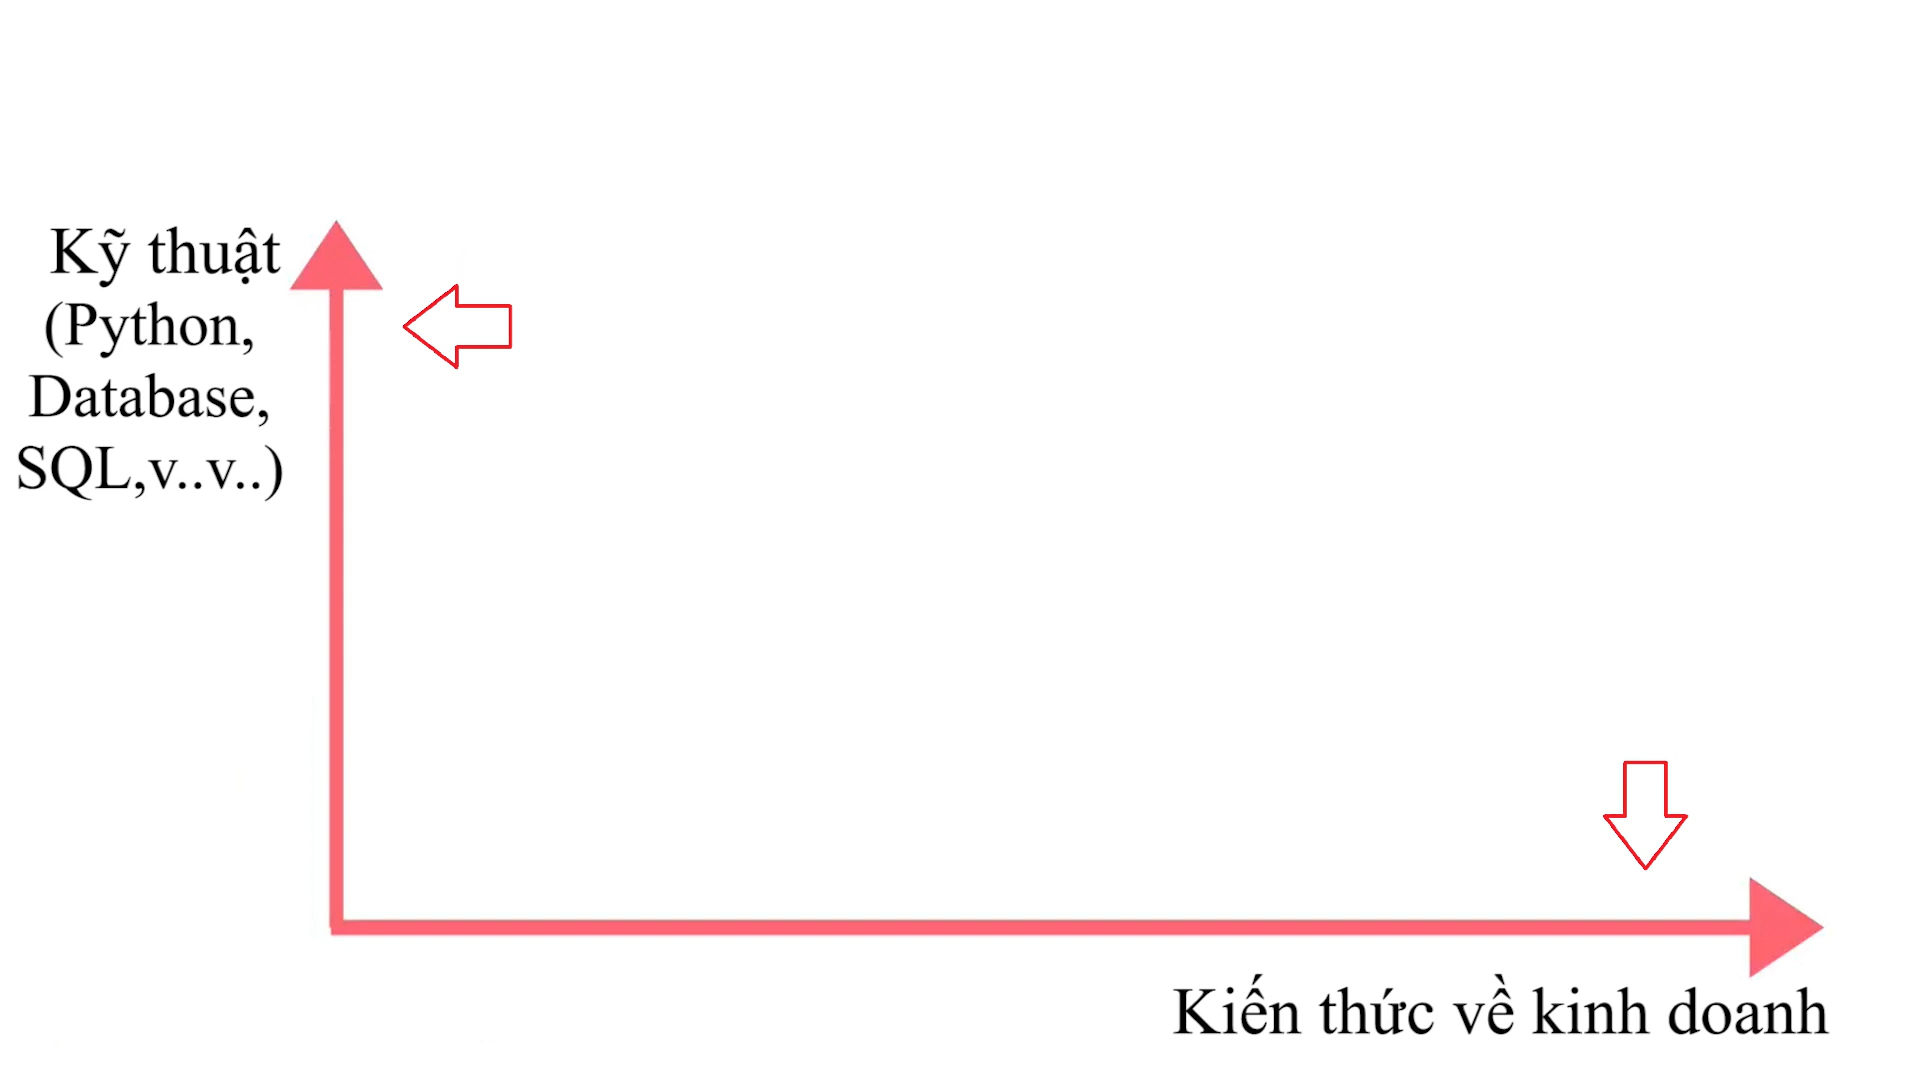 Kỹ thuật
(Python,
Database,
SQL,v..v..)
Kiến thức về kinh doanh